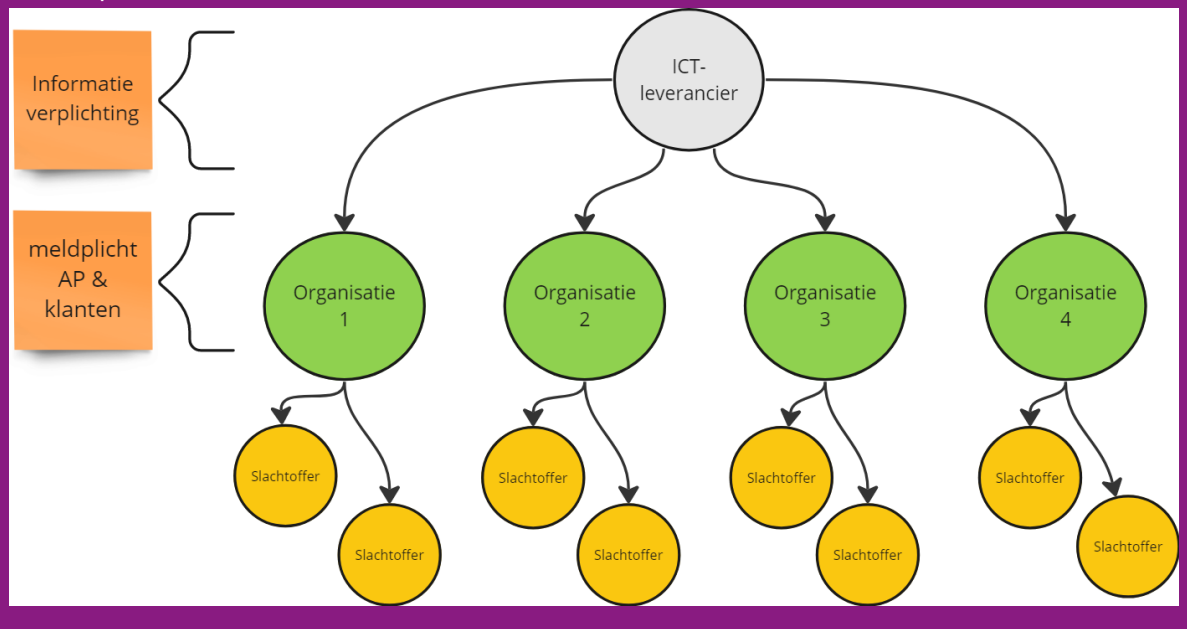 Informatie
verplichting
ICT-
leverancier
meldplicht
AP &
klanten
Organisatie
1
Organisatie
2
Organisatie
3
Organisatie
4
Slachtoffer
Slachtoffer
Slachtoffer
Slachtoffer
Slachtoffer
Slachtoffer
Slachtoffer
Slachtoffer